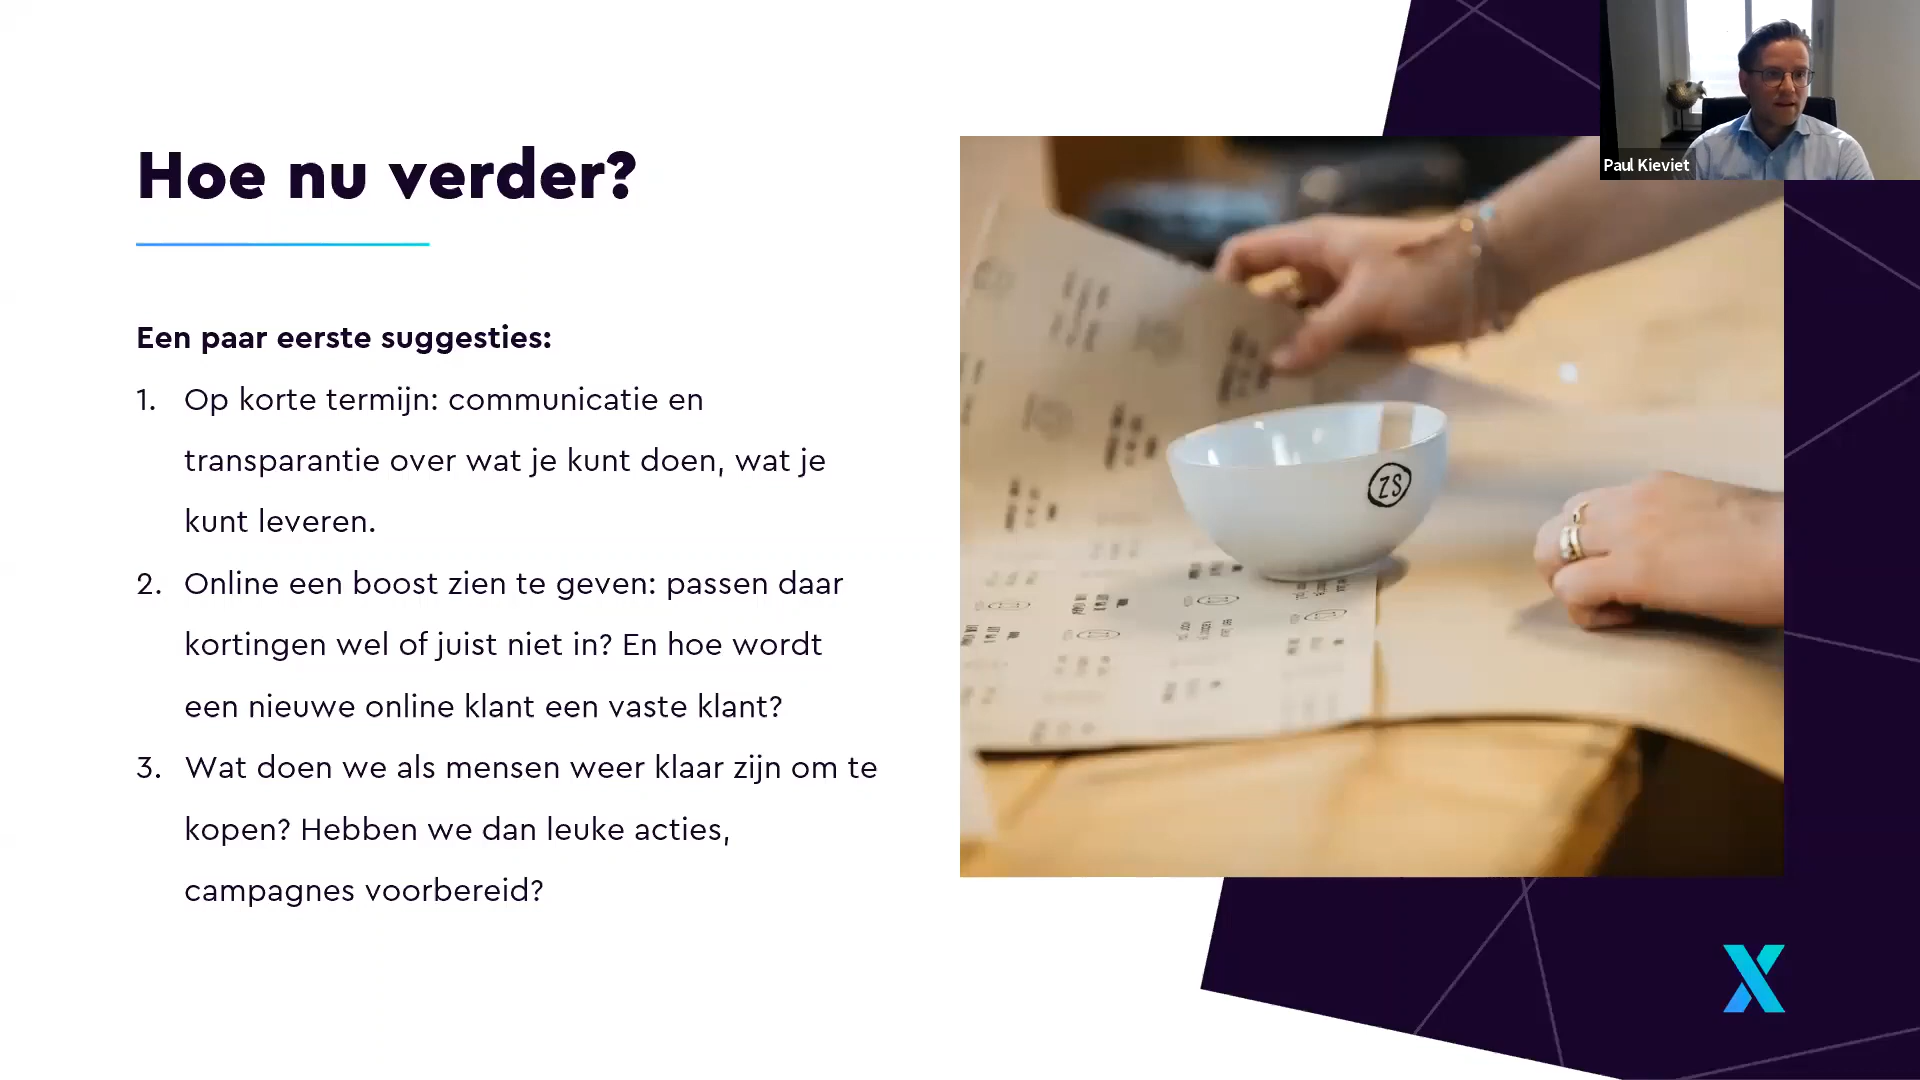 Paul Kieviet
Hoe nu verder?
Een paar eerste suggesties:
1. Op korte termijn: communicatie en
transparantie over wat je kunt doen, wat je
kunt leveren.
2. Online een boost zien te geven: passen daar
kortingen wel of juist niet in? En hoe wordt
een nieuwe online klant een vaste klant?
3. Wat doen we als mensen weer klaar zijn om te
kopen? Hebben we dan leuke acties,
campagnes voorbereid?
ZS
X